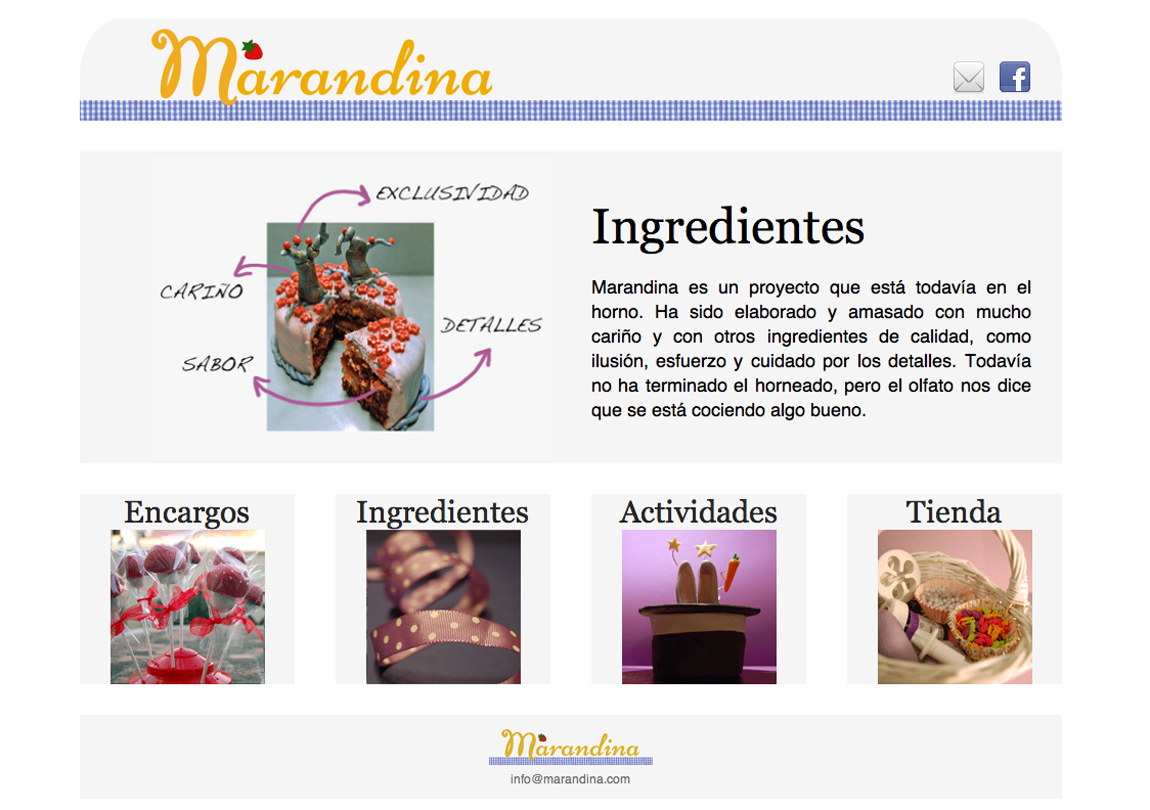 Marandina
EXCLUSIVIDAD
CARIÑO
DETALLES
SABOR
Ingredientes
Marandina es un proyecto que está todavía en el
horno. Ha sido elaborado y amasado con mucho
cariño y con otros ingredientes de calidad, como
ilusión, esfuerzo y cuidado por los detalles. Todavía
no ha terminado el horneado, pero el olfato nos dice
que se está cociendo algo bueno.
Encargos
Ingredientes
Actividades
Tienda
Marandina
info@marandina.com